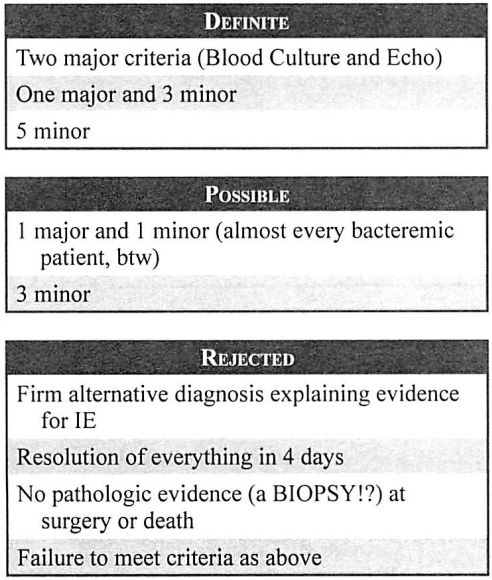 DEFINITE
Two major criteria (Blood Culture and Echo)
One major and 3 minor
5 minor
POSSIBLE
1 major and 1 minor (almost every bacteremic
patient, btw)
3 minor
REJECTED
Firm alternative diagnosis explaining evidence
for IE
Resolution of everything in 4 days
No pathologic evidence (a BIOPSY!?) at
surgery or death
Failure to meet criteria as above